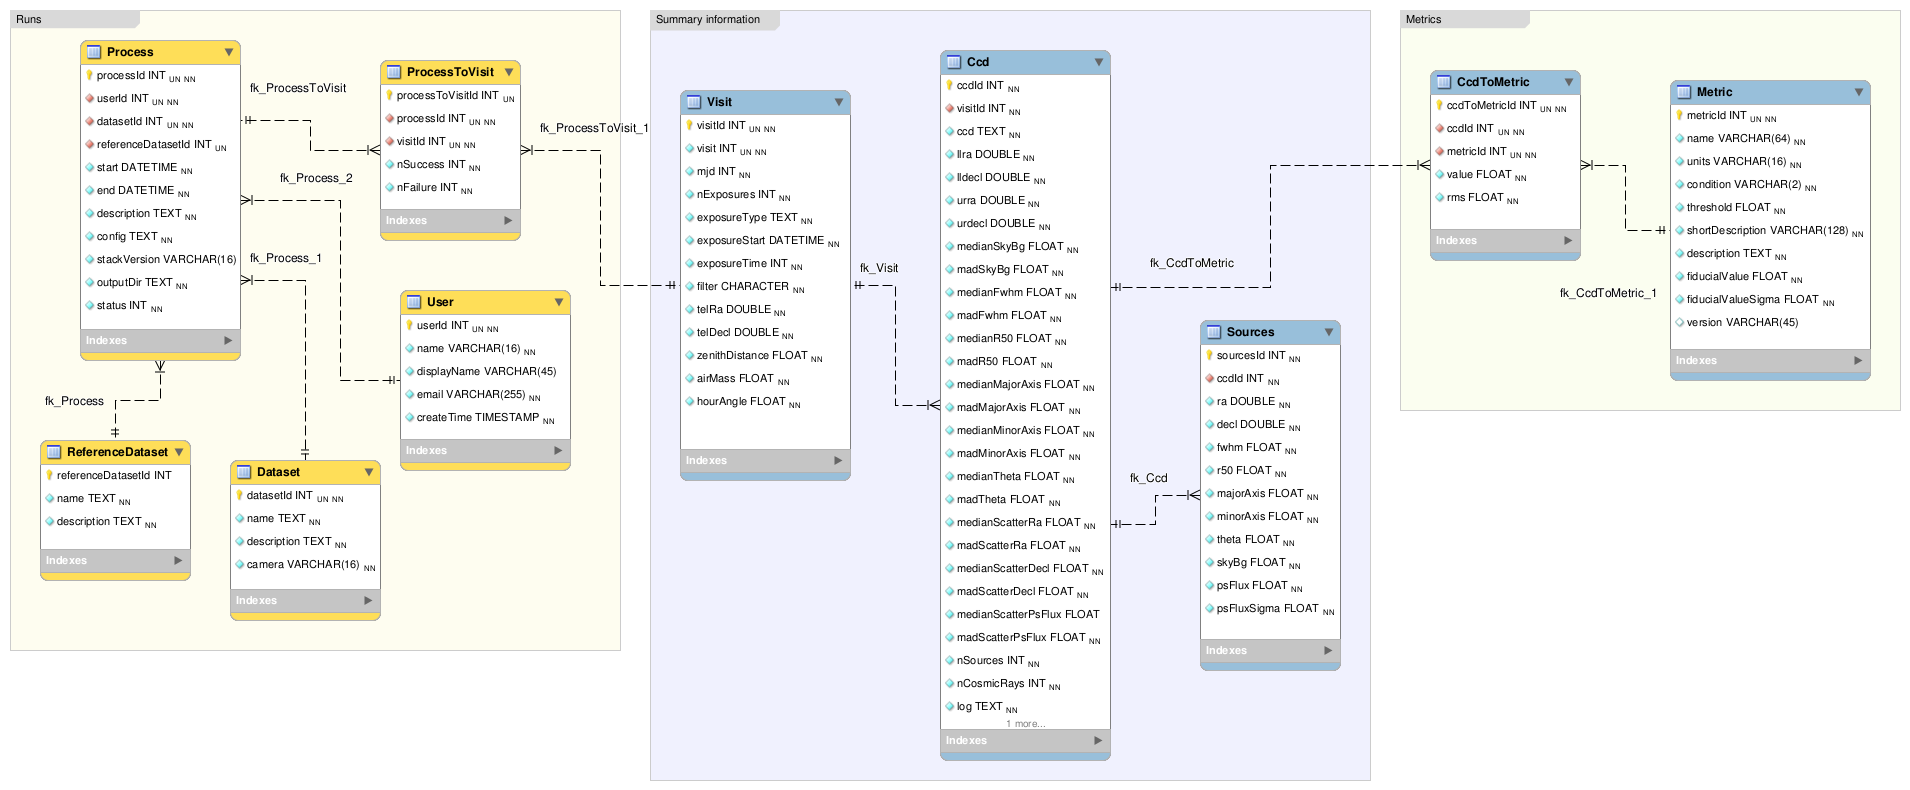 Runs
Process
processId INT UN NN
userId INT UN NN
datasetId INT UN NN
referenceDatasetId INT UN
start DATETIME NN
end DATETIME NN
description TEXT NN
config TEXT NN
stackVersion VARCHAR(16)
outputDir TEXT NN
status INT NN
Indexes
fk_ProcessToVisit
fk_Process_2
fk_Process_1
fk_Process
ProcessToVisit
processToVisitId INT UN
processId INT UN NN
visitId INT UN NN
nSuccess INT NN
nFailure INT NN
Indexes
fk_ProcessToVisit_1
User
userId INT UN NN
name VARCHAR(16) NN
displayName VARCHAR(45)
email VARCHAR(255) NN
createTime TIMESTAMP NN
Indexes
ReferenceDataset
referenceDatasetId INT
name TEXT NN
description TEXT NN
Indexes
Dataset
datasetId INT UN NN
name TEXT NN
description TEXT NN
camera VARCHAR(16) NN
Indexes
Summary information
Visit
visitId INT UN NN
visit INT UN NN
mjd INT NN
nExposures INT NN
exposureType TEXT NN
exposureStart DATETIME NN
exposureTime INT NN
filter CHARACTER NN
telRa DOUBLE NN
telDecl DOUBLE NN
zenithDistance FLOAT NN
airMass FLOAT NN
hourAngle FLOAT NN
Indexes
fk_Visit
Ccd
ccdId INT NN
visitId INT NN
ccd TEXT NN
llra DOUBLE NN
lldecl DOUBLE NN
urra DOUBLE NN
urdecl DOUBLE NN
medianSkyBg FLOAT NN
madSkyBg FLOAT NN
medianFwhm FLOAT NN
madFwhm FLOAT NN
medianR50 FLOAT NN
madR50 FLOAT NN
medianMajorAxis FLOAT NN
madMajorAxis FLOAT NN
medianMinorAxis FLOAT NN
madMinorAxis FLOAT NN
medianTheta FLOAT NN
madTheta FLOAT NN
medianScatterRa FLOAT NN
madScatterRa FLOAT NN
medianScatterDecl FLOAT NN
madScatterDecl FLOAT NN
medianScatterPsFlux FLOAT
madScatterPsFlux FLOAT NN
nSources INT NN
nCosmicRays INT NN
log TEXT NN
1 more...
Indexes
fk_CcdToMetric
fk_Ccd
Sources
sourcesId INT NN
ccdId INT NN
ra DOUBLE NN
decl DOUBLE NN
fwhm FLOAT NN
r50 FLOAT NN
majorAxis FLOAT NN
minorAxis FLOAT NN
theta FLOAT NN
skyBg FLOAT NN
psFlux FLOAT NN
psFluxSigma FLOAT NN
Indexes
Metrics
CcdToMetric
ccdToMetricId INT UN NN
ccdId INT UN NN
metricId INT UN NN
value FLOAT NN
rms FLOAT NN
Indexes
fk_CcdToMetric_1
Metric
metricId INT UN NN
name VARCHAR(64) NN
units VARCHAR(16) NN
condition VARCHAR(2) NN
threshold FLOAT NN
shortDescription VARCHAR(128) NN
description TEXT NN
fiducialValue FLOAT NN
fiducialValueSigma FLOAT NN
version VARCHAR(45)
Indexes